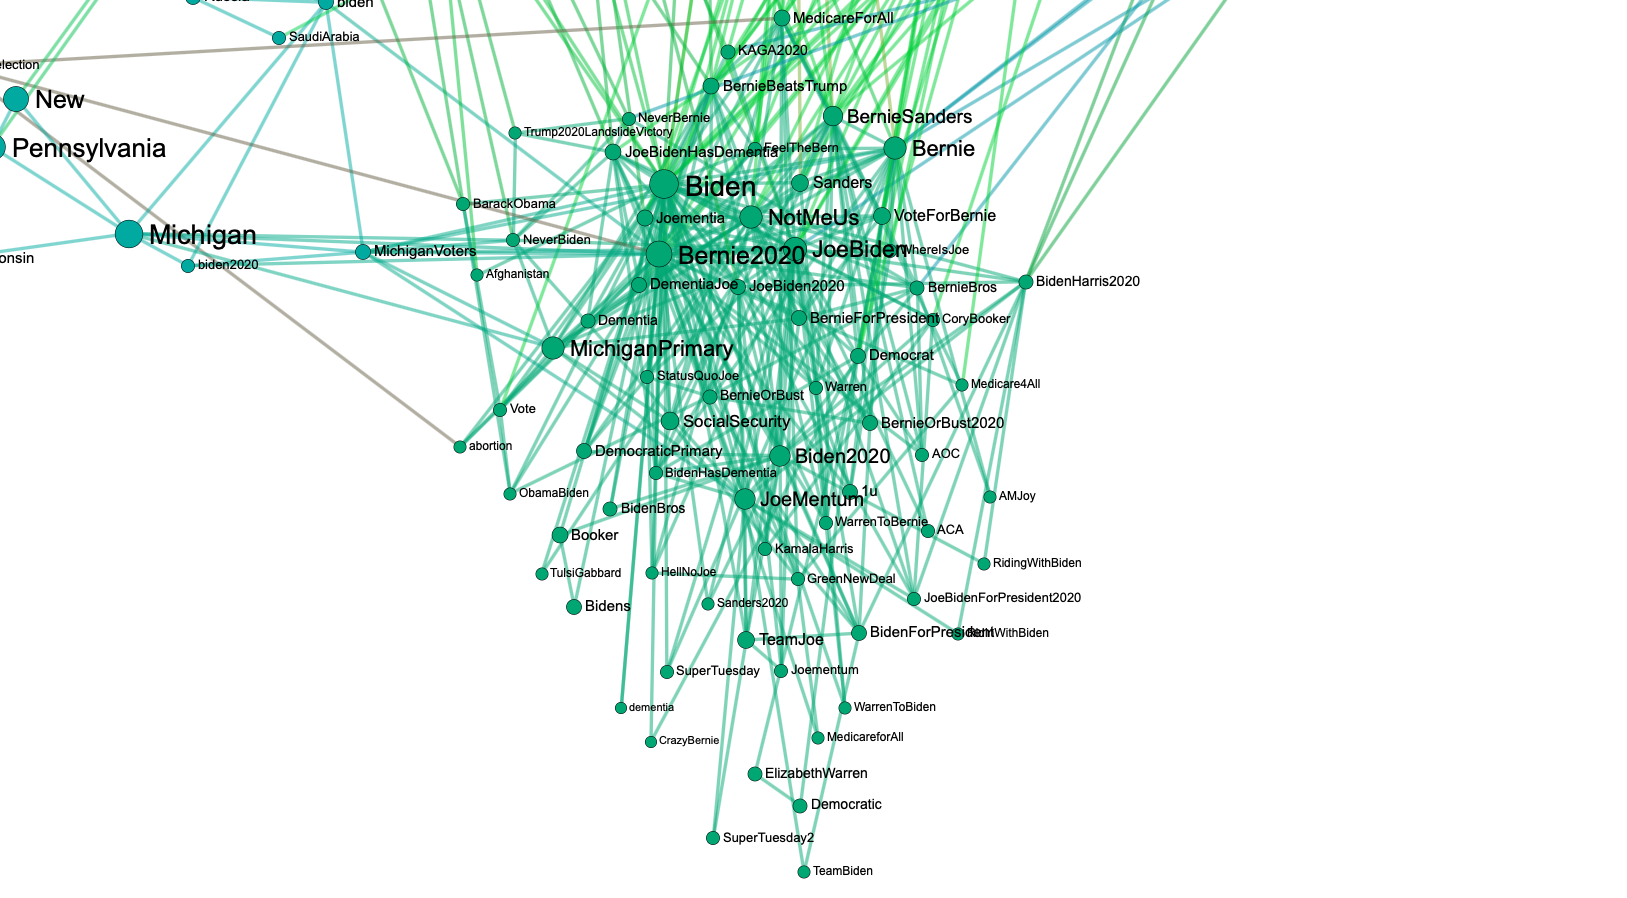 biden
SaudiArabia
MedicareForAll
KAGA2020
election
BernieBeatsTrump
New
NeverBernie
BernieSanders
Trump2020LandslideVictory
Pennsylvania
JoeBidenHasDementia
FeelTheBern
Bernie
Biden
Sanders
BarackObama
Joementia
NotMeUs
VoteForBernie
Michigan
NeverBiden
MichiganVoters
Bernie2020
JoeBiden
WhereIsJoe
onsin
biden2020
Afghanistan
DementiaJoe
JoeBiden2020
BernieBros
BidenHarris2020
Dementia
BernieForPresident
CoryBooker
MichiganPrimary
Democrat
StatusQuoJoe
Warren
Medicare4All
BernieOrBust
Vote
SocialSecurity
BernieOrBust2020
abortion
DemocraticPrimary
Biden2020
AOC
BidenHasDementia
ObamaBiden
JoeMentum
1u
AMJoy
BidenBros
WarrenToBernie
ACA
Booker
KamalaHarris
RidingWithBiden
TulsiGabbard
HellNoJoe
GreenNewDeal
Bidens
Sanders2020
JoeBidenForPresident2020
TeamJoe
BidenForPresident
WithBiden
SuperTuesday
Joementum
dementia
WarrenToBiden
CrazyBernie
MedicareforAll
ElizabethWarren
Democratic
SuperTuesday2
TeamBiden